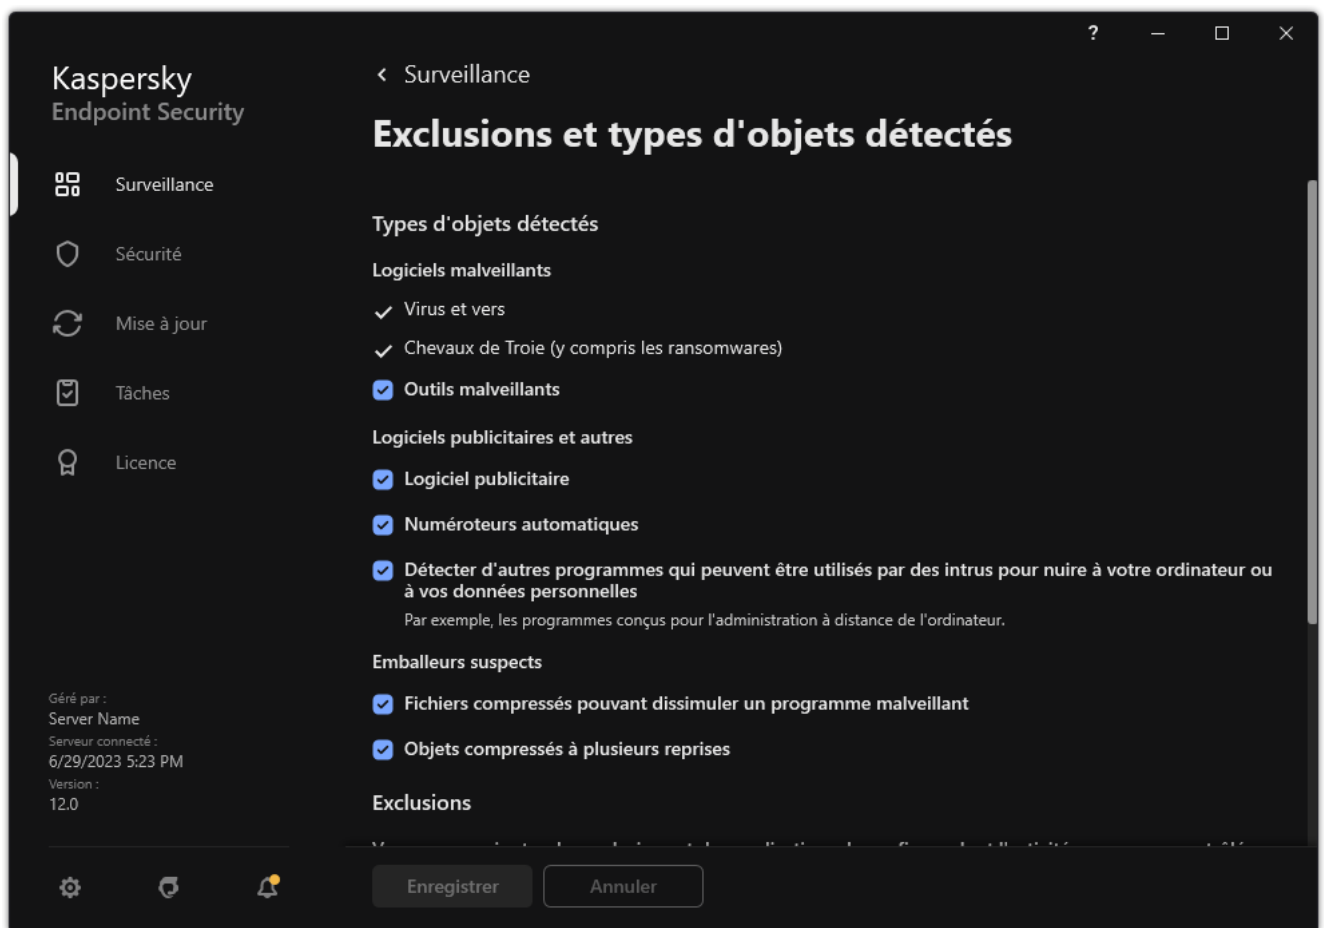 ?
Kaspersky
Endpoint Security
Surveillance
Sécurité
Mise à jour
Tâches
Licence
Géré par :
Server Name
Serveur connecté :
6/29/2023 5:23 PM
Version :
12.0
Surveillance
Exclusions et types d'objets détectés
Types d'objets détectés
Logiciels malveillants
Virus et vers
Chevaux de Troie (y compris les ransomwares)
Outils malveillants
Logiciels publicitaires et autres
Logiciel publicitaire
Numéroteurs automatiques
Détecter d'autres programmes qui peuvent être utilisés par des intrus pour nuire à votre ordinateur ou
à vos données personnelles
Par exemple, les programmes conçus pour l'administration à distance de l'ordinateur.
Emballeurs suspects
Fichiers compressés pouvant dissimuler un programme malveillant
Objets compressés à plusieurs reprises
Exclusions
Enregistrer
Annuler